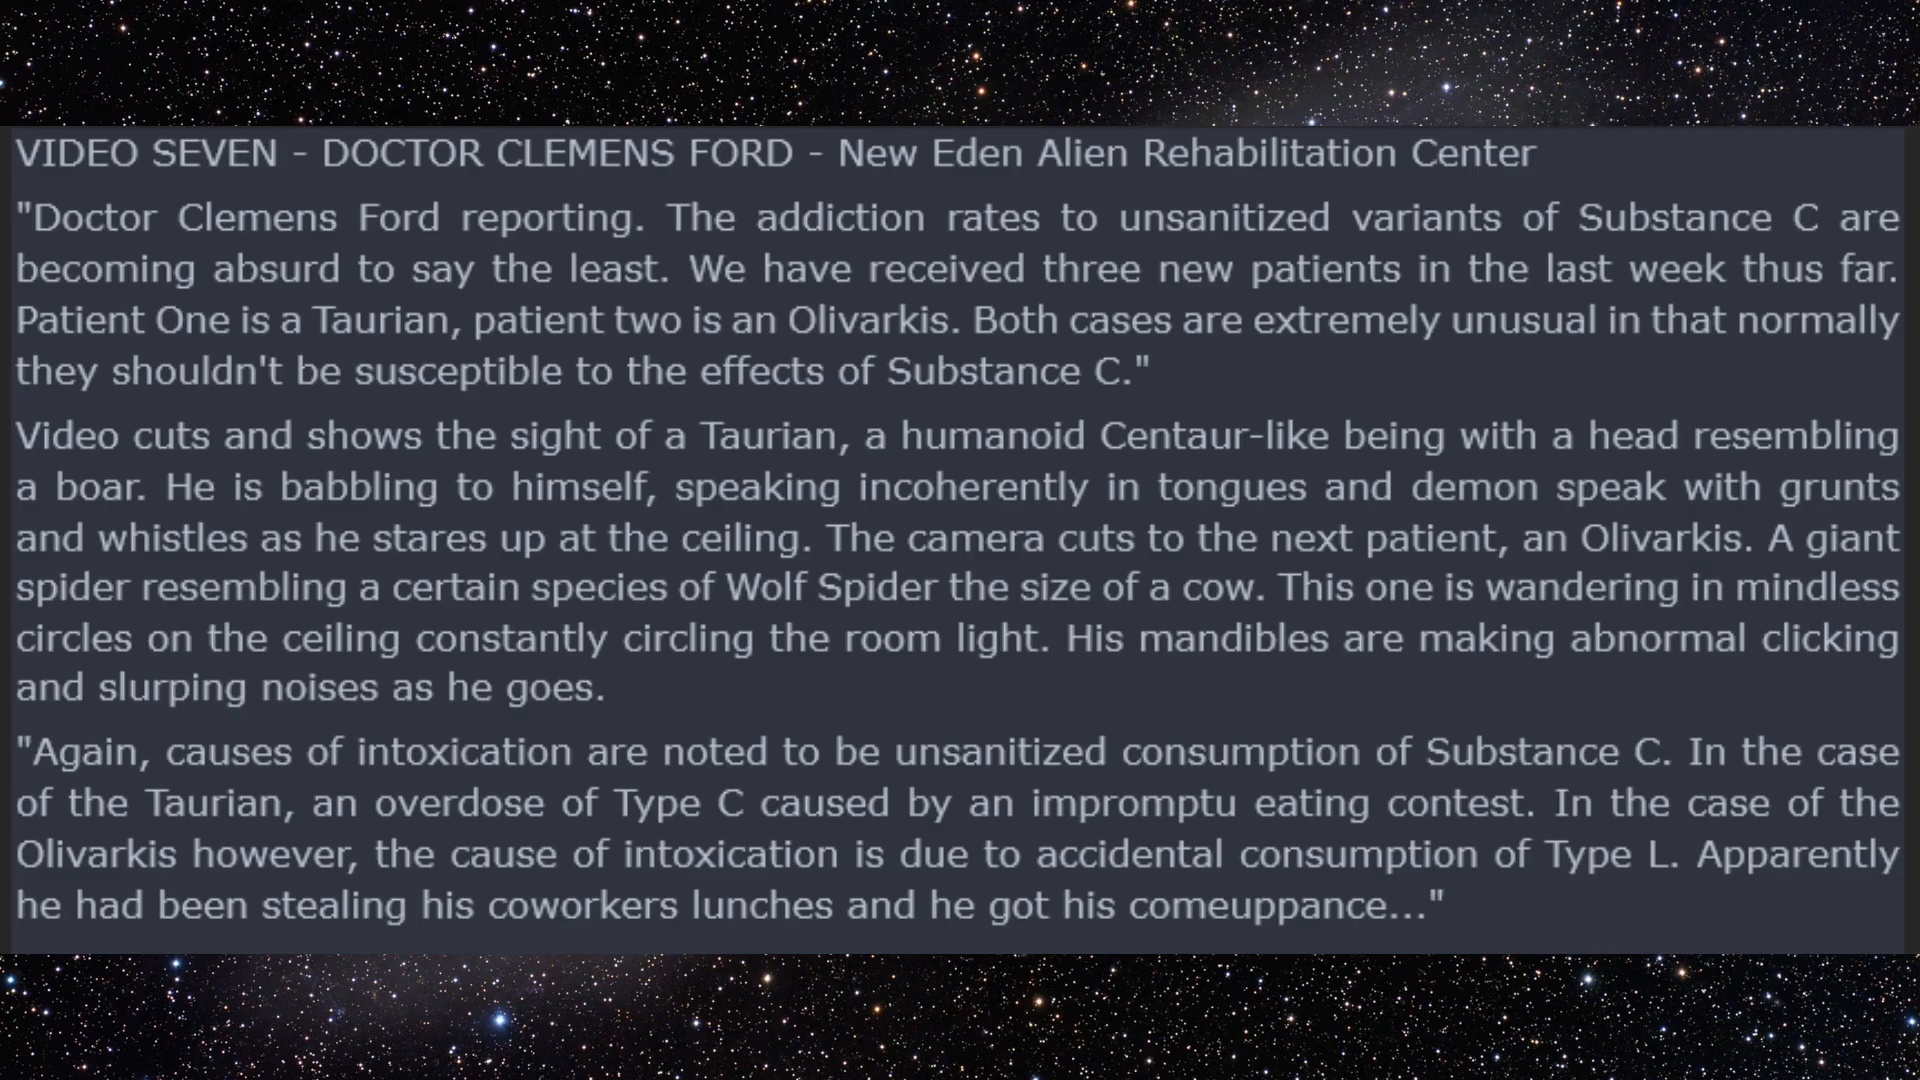 VIDEO SEVEN - DOCTOR CLEMENS FORD - New Eden Alien Rehabilitation Center
"Doctor Clemens Ford reporting. The addiction rates to unsanitized variants of Substance C are
becoming absurd to say the least. We have received three new patients in the last week thus far.
Patient One is a Taurian, patient two is an Olivarkis. Both cases are extremely unusual in that normally
they shouldn't be susceptible to the effects of Substance C."
Video cuts and shows the sight of a Taurian, a humanoid Centaur-like being with a head resembling
a boar. He is babbling to himself, speaking incoherently in tongues and demon speak with grunts
and whistles as he stares up at the ceiling. The camera cuts to the next patient, an Olivarkis. A giant
spider resembling a certain species of Wolf Spider the size of a cow. This one is wandering in mindless
circles on the ceiling constantly circling the room light. His mandibles are making abnormal clicking
and slurping noises as he goes.
"Again, causes of intoxication are noted to be unsanitized consumption of Substance C. In the case
of the Taurian, an overdose of Type C caused by an impromptu eating contest. In the case of the
Olivarkis however, the cause of intoxication is due to accidental consumption of Type L. Apparently
he had been stealing his coworkers lunches and he got his comeuppance..."